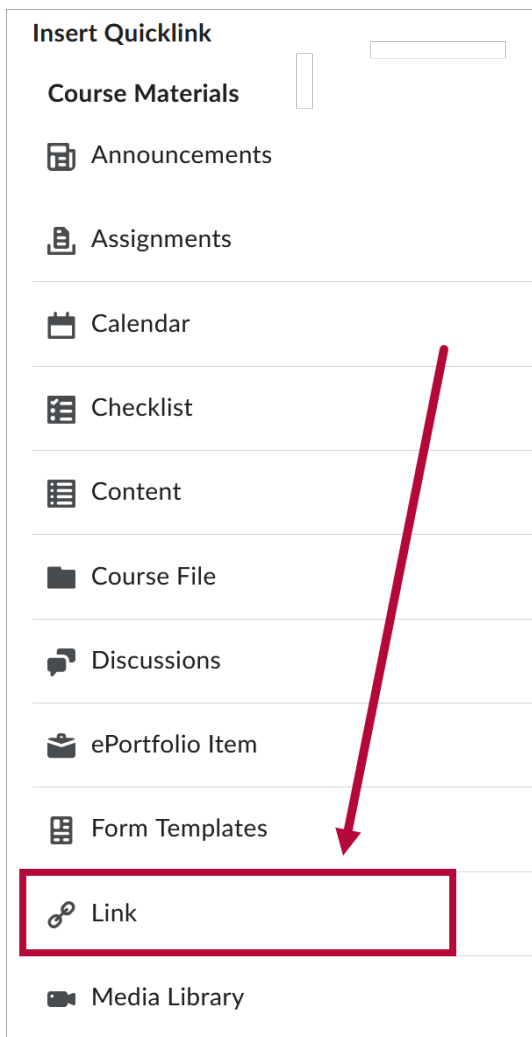 Insert Quicklink
Course Materials
Announcements
Assignments
Calendar
Checklist
Content
Course File
Discussions
ePortfolio Item
Form Templates
Link
Media Library